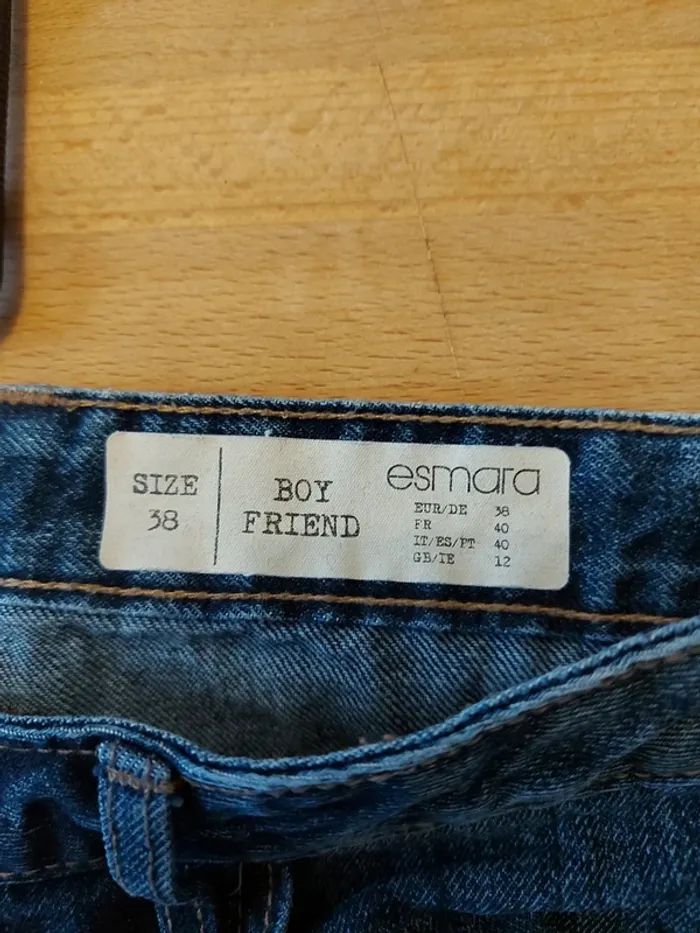 SIZE
38
BOY
FRIEND
esmara
EUR/DE 38
FR 40
IT/ES/PT 40
GB/IE 12